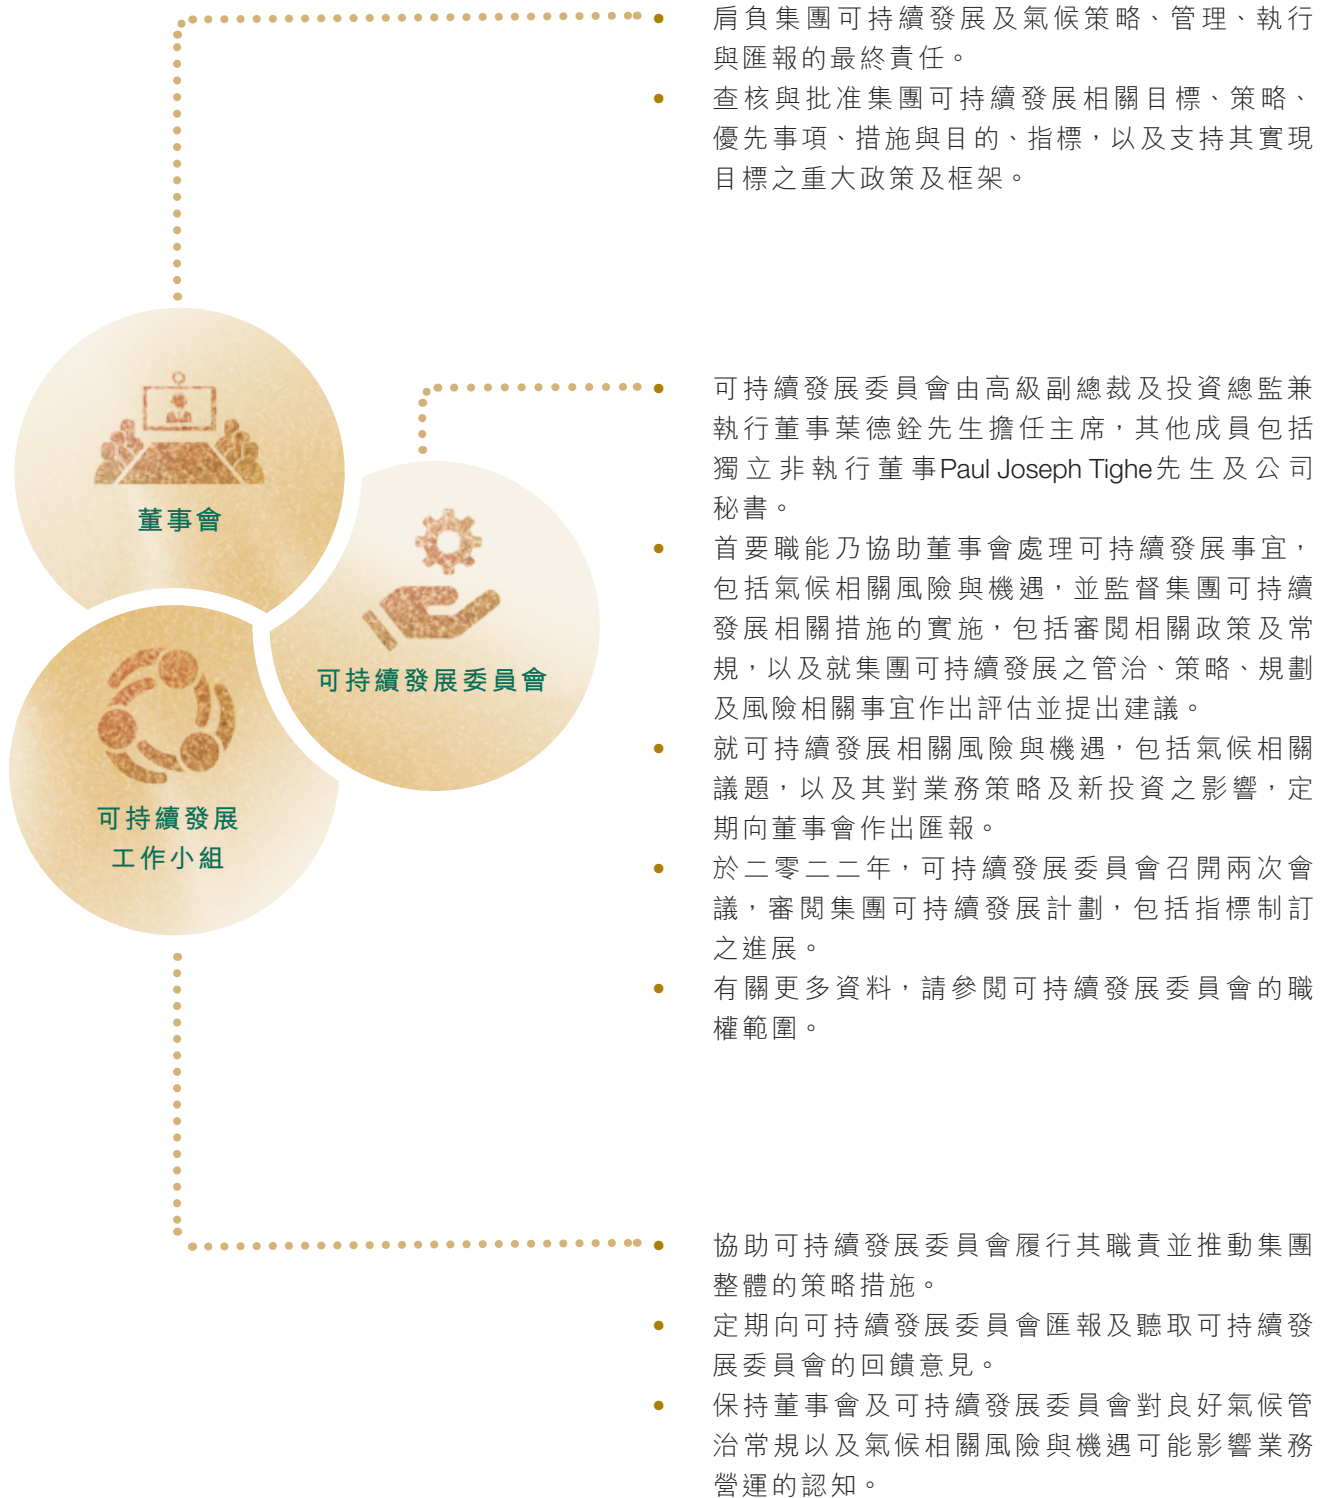 • 肩負集團可持續發展及氣候策略、管理、執行
與匯報的最終責任。
• 查核與批准集團可持續發展相關目標、策略、
優先事項、措施與目的、指標，以及支持其實現
目標之重大政策及框架。
董事會
• 可持續發展委員會由高級副總裁及投資總監兼
執行董事葉德銓先生擔任主席，其他成員包括
獨立非執行董事Paul Joseph Tighe先生及公司
秘書。
• 首要職能乃協助董事會處理可持續發展事宜，
包括氣候相關風險與機遇，並監督集團可持續
發展相關措施的實施，包括審閱相關政策及常
規，以及就集團可持續發展之管治、策略、規劃
及風險相關事宜作出評估並提出建議。
• 就可持續發展相關風險與機遇，包括氣候相關
議題，以及其對業務策略及新投資之影響，定
期向董事會作出匯報。
• 於二零二二年，可持續發展委員會召開兩次會
議，審閱集團可持續發展計劃，包括指標制訂
之進展。
• 有關更多資料，請參閱可持續發展委員會的職
權範圍。
可持續發展委員會
可持續發展
工作小組
• 協助可持續發展委員會履行其職責並推動集團
整體的策略措施。
• 定期向可持續發展委員會匯報及聽取可持續發
展委員會的回饋意見。
• 保持董事會及可持續發展委員會對良好氣候管
治常規以及氣候相關風險與機遇可能影響業務
營運的認知。